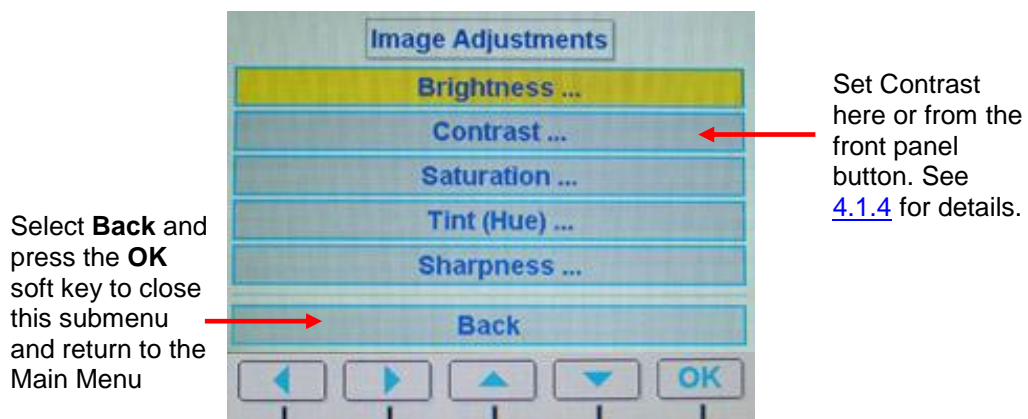 Image Adjustments
Brightness ...
Contrast ...
Saturation ...
Tint (Hue) ...
Sharpness ...
Back
OK
Set Contrast
here or from the
front panel
button. See
4.1.4 for details.
Select Back and
press the OK
soft key to close
this submenu
and return to the
Main Menu